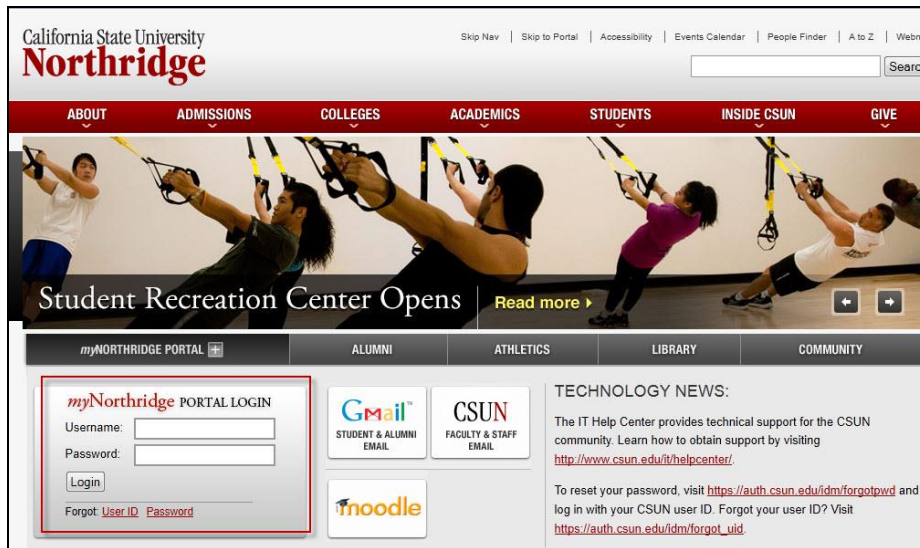 California State University
Northridge
Skip Nav | Skip to Portal | Accessibility | Events Calendar | People Finder | A to Z |
ABOUT ADMISSIONS COLLEGES ACADEMICS STUDENTS INSIDE CSUN GIVE
Student Recreation Center Opens Read more
myNORTHRIDGE PORTAL + ALUMNI ATHLETICS LIBRARY COMMUNITY
myNorthridge PORTAL LOGIN
Username:
Password:
Login
Forgot: User ID Password
Gmail™
STUDENT & ALUMNI
EMAIL
CSUN
FACULTY & STAFF
EMAIL
moodle
TECHNOLOGY NEWS:
The IT Help Center provides technical support for the CSUN
community. Learn how to obtain support by visiting
http://www.csun.edu/it/helpcenter/.
To reset your password, visit https://auth.csun.edu/idm/forgotpwd and
log in with your CSUN user ID. Forgot your user ID? Visit
https://auth.csun.edu/idm/forgot_uid.